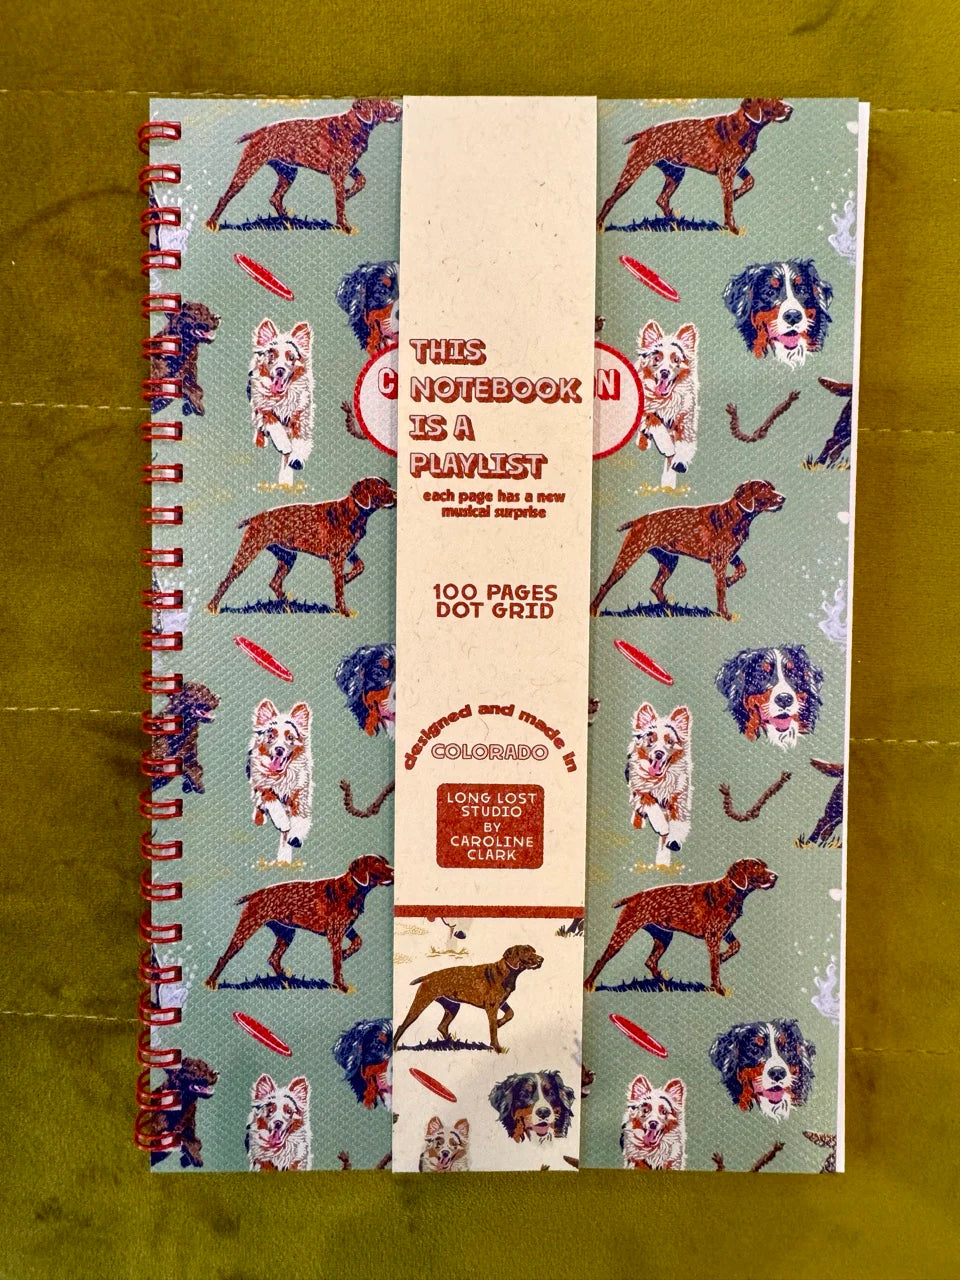 THIS
NOTEBOOK
IS A
PLAYLIST
each page has a new
musical surprise
100 PAGES
DOT GRID
designed and made in
COLORADO
LONG LOST
STUDIO
BY
CAROLINE
CLARK